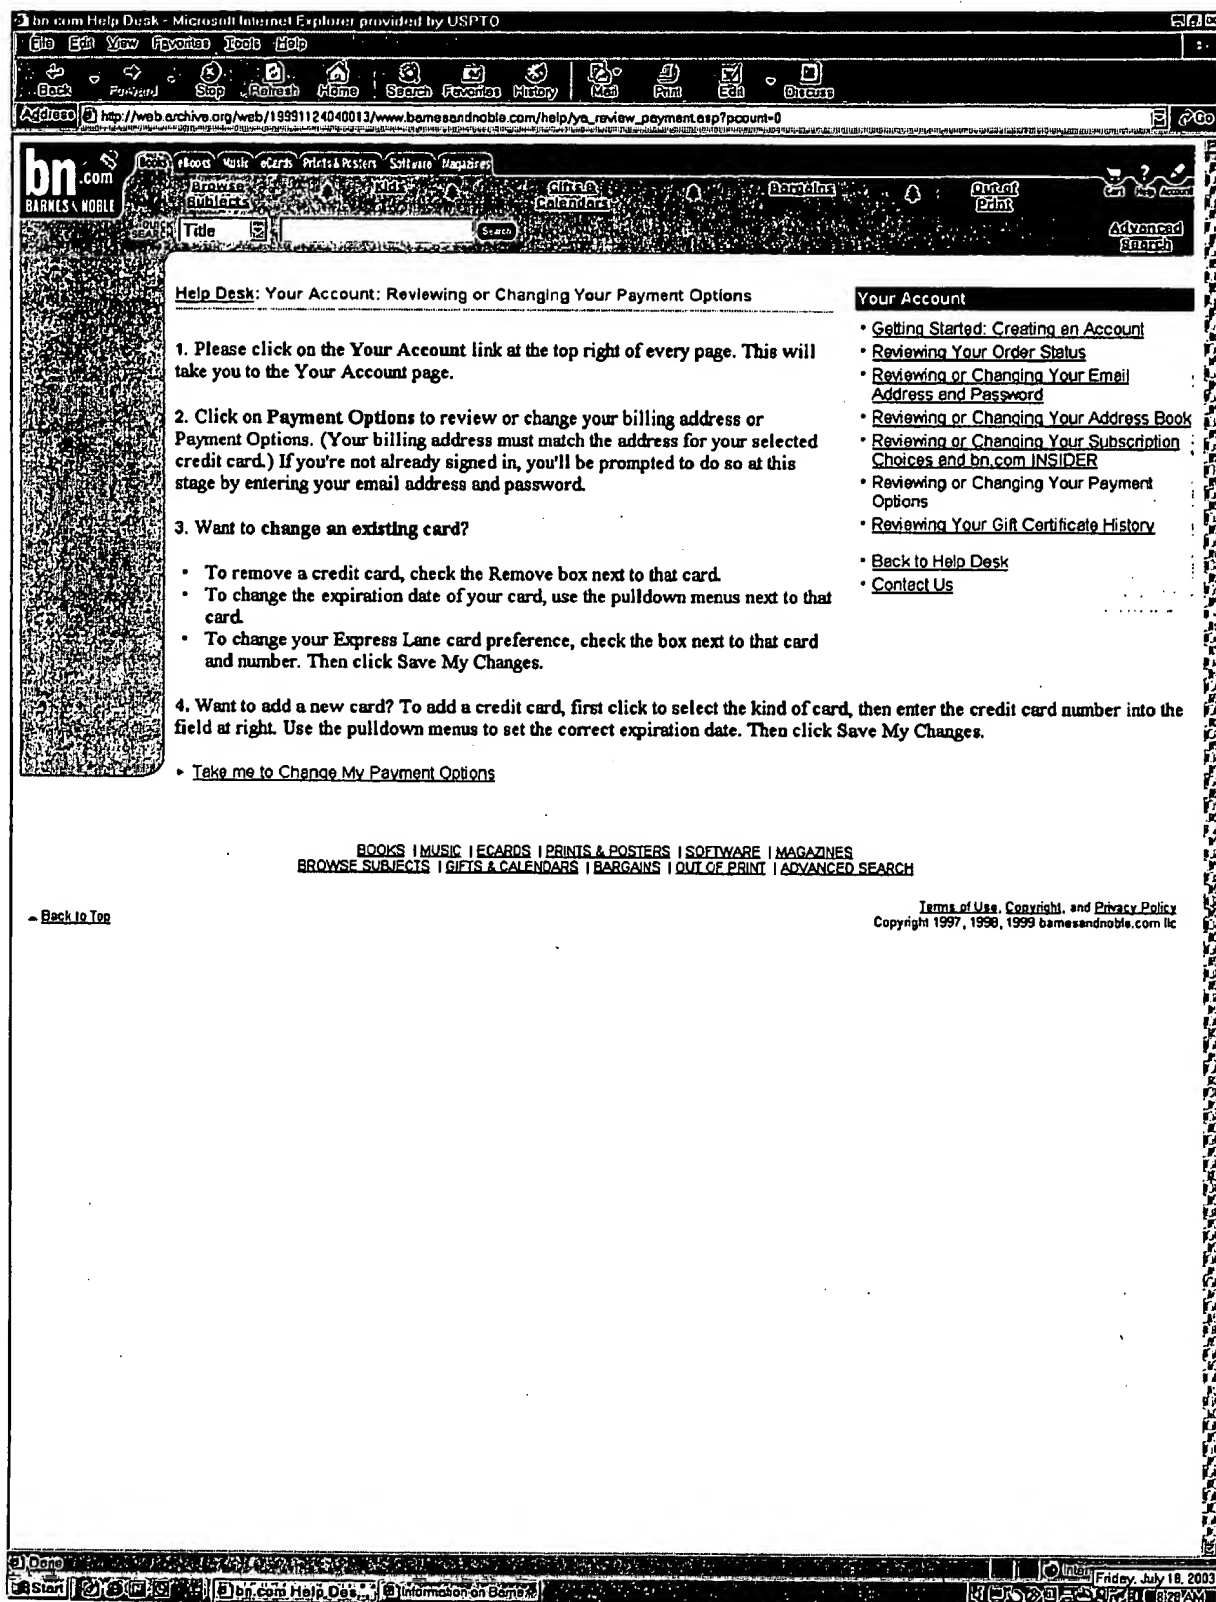 bn.com Help Desk - Microsoft Internet Explorer provided by USPTO
File Edit View Favorites Tools Help
Back Forward Stop Refresh Home Search Favorites History Mail Print Edit Discuss
Address http://web.archive.org/web/19991124040013/www.barnesandnoble.com/help/ya_review_payment.asp?pcount=0 Go
bn.com
BARNES & NOBLE
Books eBooks Music eCards Prints & Posters Software Magazines
Browse Subjects Kids Gifts & Calendars Bargains Out of Print
Cart Help Account
SEARCH Title Search
Advanced Search
Help Desk: Your Account: Reviewing or Changing Your Payment Options
1. Please click on the Your Account link at the top right of every page. This will
take you to the Your Account page.
2. Click on Payment Options to review or change your billing address or
Payment Options. (Your billing address must match the address for your selected
credit card.) If you're not already signed in, you'll be prompted to do so at this
stage by entering your email address and password.
3. Want to change an existing card?
• To remove a credit card, check the Remove box next to that card.
• To change the expiration date of your card, use the pulldown menus next to that
card.
• To change your Express Lane card preference, check the box next to that card
and number. Then click Save My Changes.
4. Want to add a new card? To add a credit card, first click to select the kind of card, then enter the credit card number into the
field at right. Use the pulldown menus to set the correct expiration date. Then click Save My Changes.
Take me to Change My Payment Options
Your Account
• Getting Started: Creating an Account
• Reviewing Your Order Status
• Reviewing or Changing Your Email
Address and Password
• Reviewing or Changing Your Address Book
• Reviewing or Changing Your Subscription
Choices and bn.com INSIDER
• Reviewing or Changing Your Payment
Options
• Reviewing Your Gift Certificate History
• Back to Help Desk
• Contact Us
BOOKS | MUSIC | ECARDS | PRINTS & POSTERS | SOFTWARE | MAGAZINES
BROWSE SUBJECTS | GIFTS & CALENDARS | BARGAINS | OUT OF PRINT | ADVANCED SEARCH
Back to Top
Terms of Use, Copyright, and Privacy Policy
Copyright 1997, 1998, 1999 barnesandnoble.com llc
Done
Start bn.com Help Des... Information on Barne...
Friday, July 18, 2003
8:28 AM